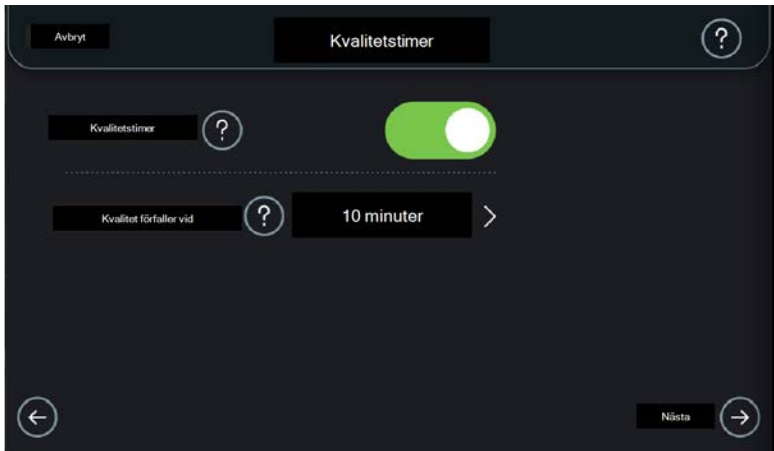 Avbryt
Kvalitetstimer
?
Kvalitetstimer
?
Kvalitet förfaller vid
?
10 minuter
Nästa